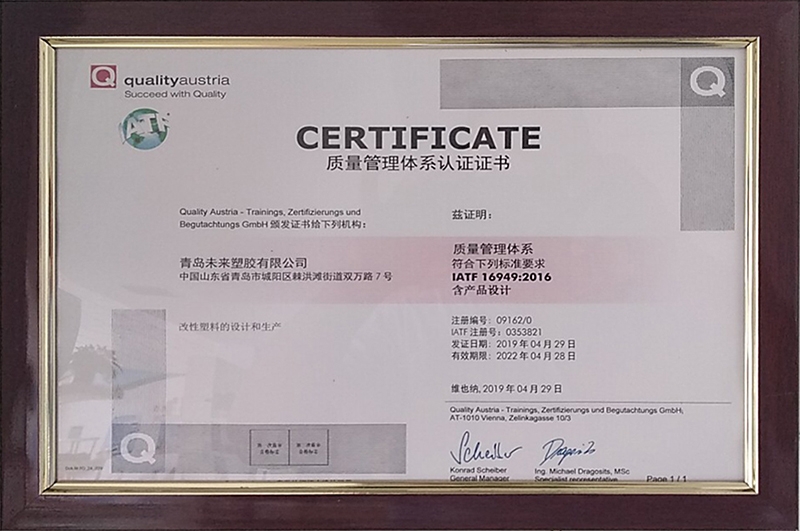 qualityaustria
Succeed with Quality
IATF
CERTIFICATE
质量管理体系认证证书
Quality Austria - Trainings, Zertifizierungs und
Begutachtungs GmbH 颁发证书给下列机构：
青岛未来塑胶有限公司
中国山东省青岛市城阳区棘洪滩街道双万路 7 号
改性塑料的设计和生产
兹证明：
质量管理体系
符合下列标准要求
IATF 16949:2016
含产品设计
注册编号：09162/0
IATF 注册号：0353821
发证日期：2019 年 04 月 29 日
有效期限：2022 年 04 月 28 日
维也纳, 2019 年 04 月 29 日
Quality Austria - Trainings, Zertifizierungs und Begutachtungs GmbH,
AT-1010 Vienna, Zelinkagasse 10/3
Konrad Scheiber
General Manager
Ing. Michael Dragosits, MSc
Specialist representative
Page 1 / 1